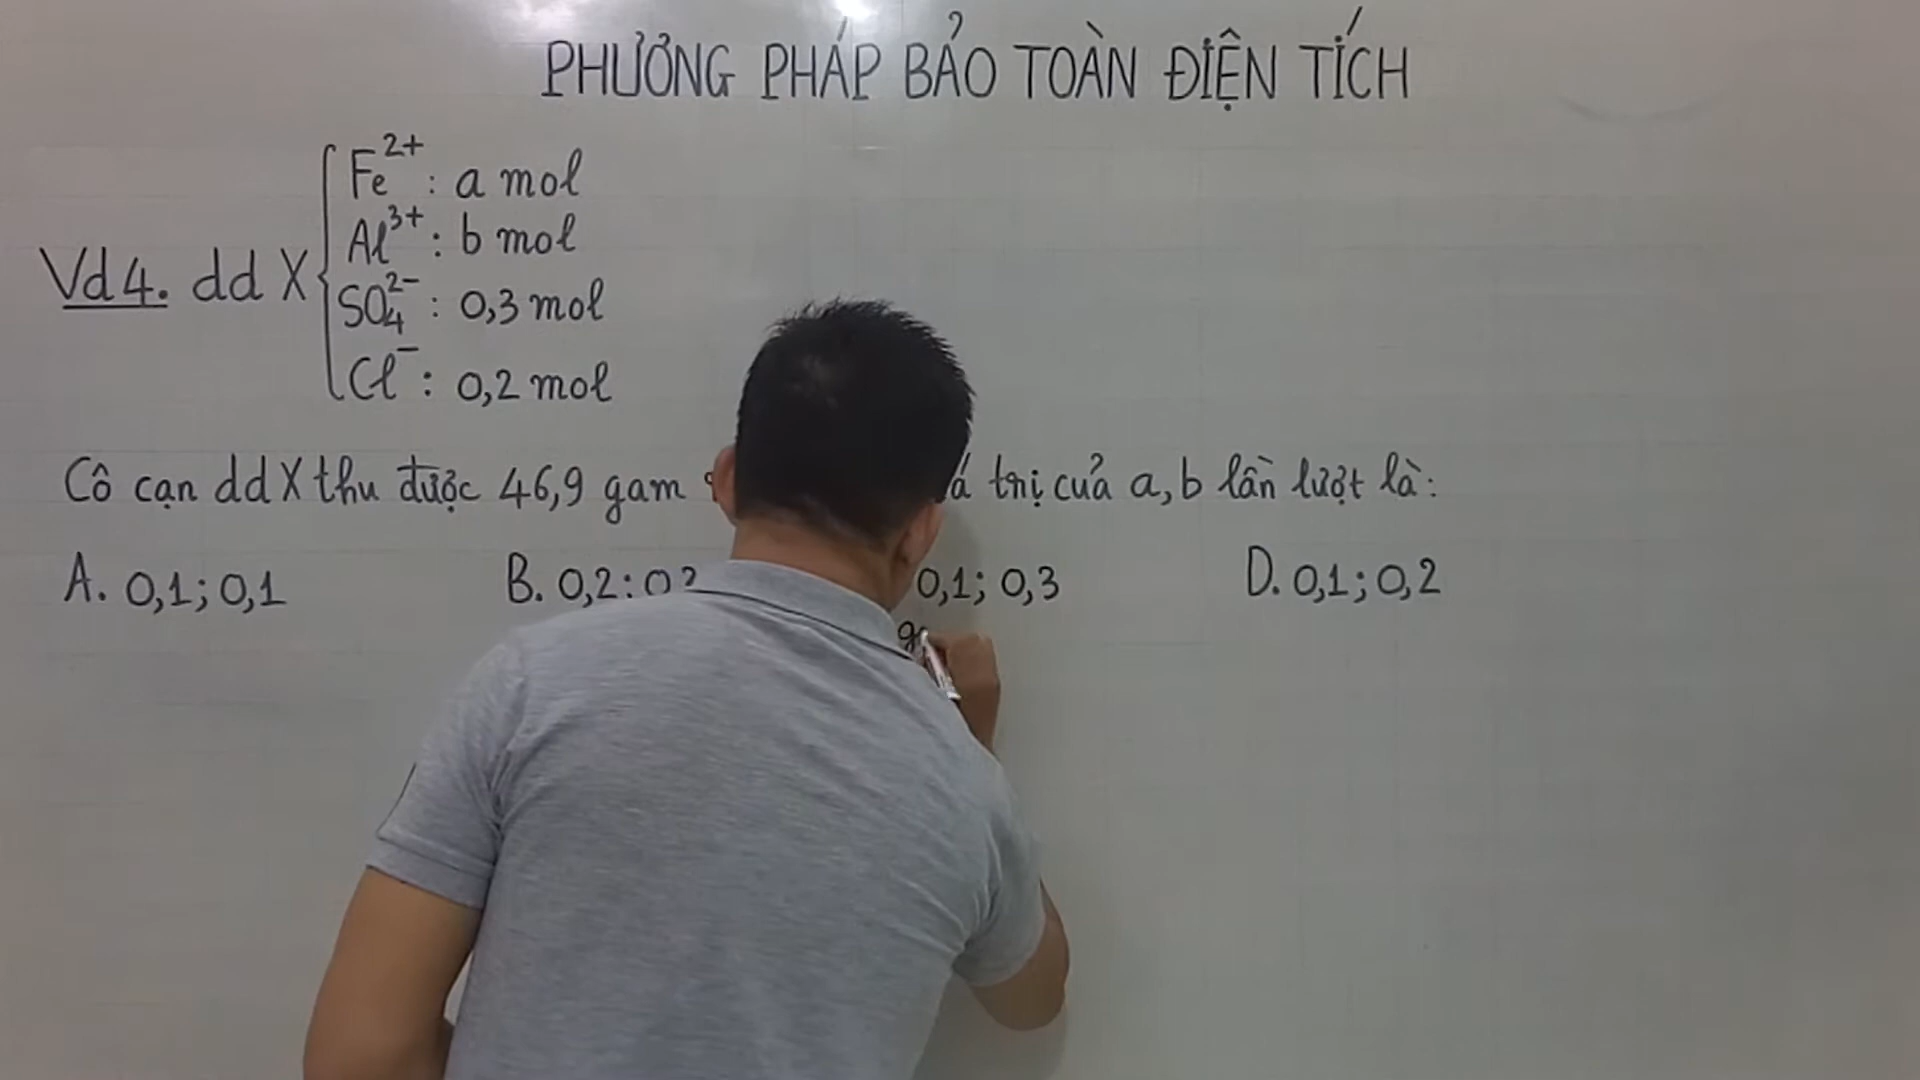 PHƯƠNG PHÁP BẢO TOÀN ĐIỆN TÍCH
Fe²⁺ : a mol
Al³⁺ : b mol
Vd4. dd X
SO₄²⁻ : 0,3 mol
Cl⁻ : 0,2 mol
Cô cạn dd X thu được 46,9 gam trị của a, b lần lượt là:
A. 0,1; 0,1 B. 0,2; 0,1; 0,3 D. 0,1; 0,2